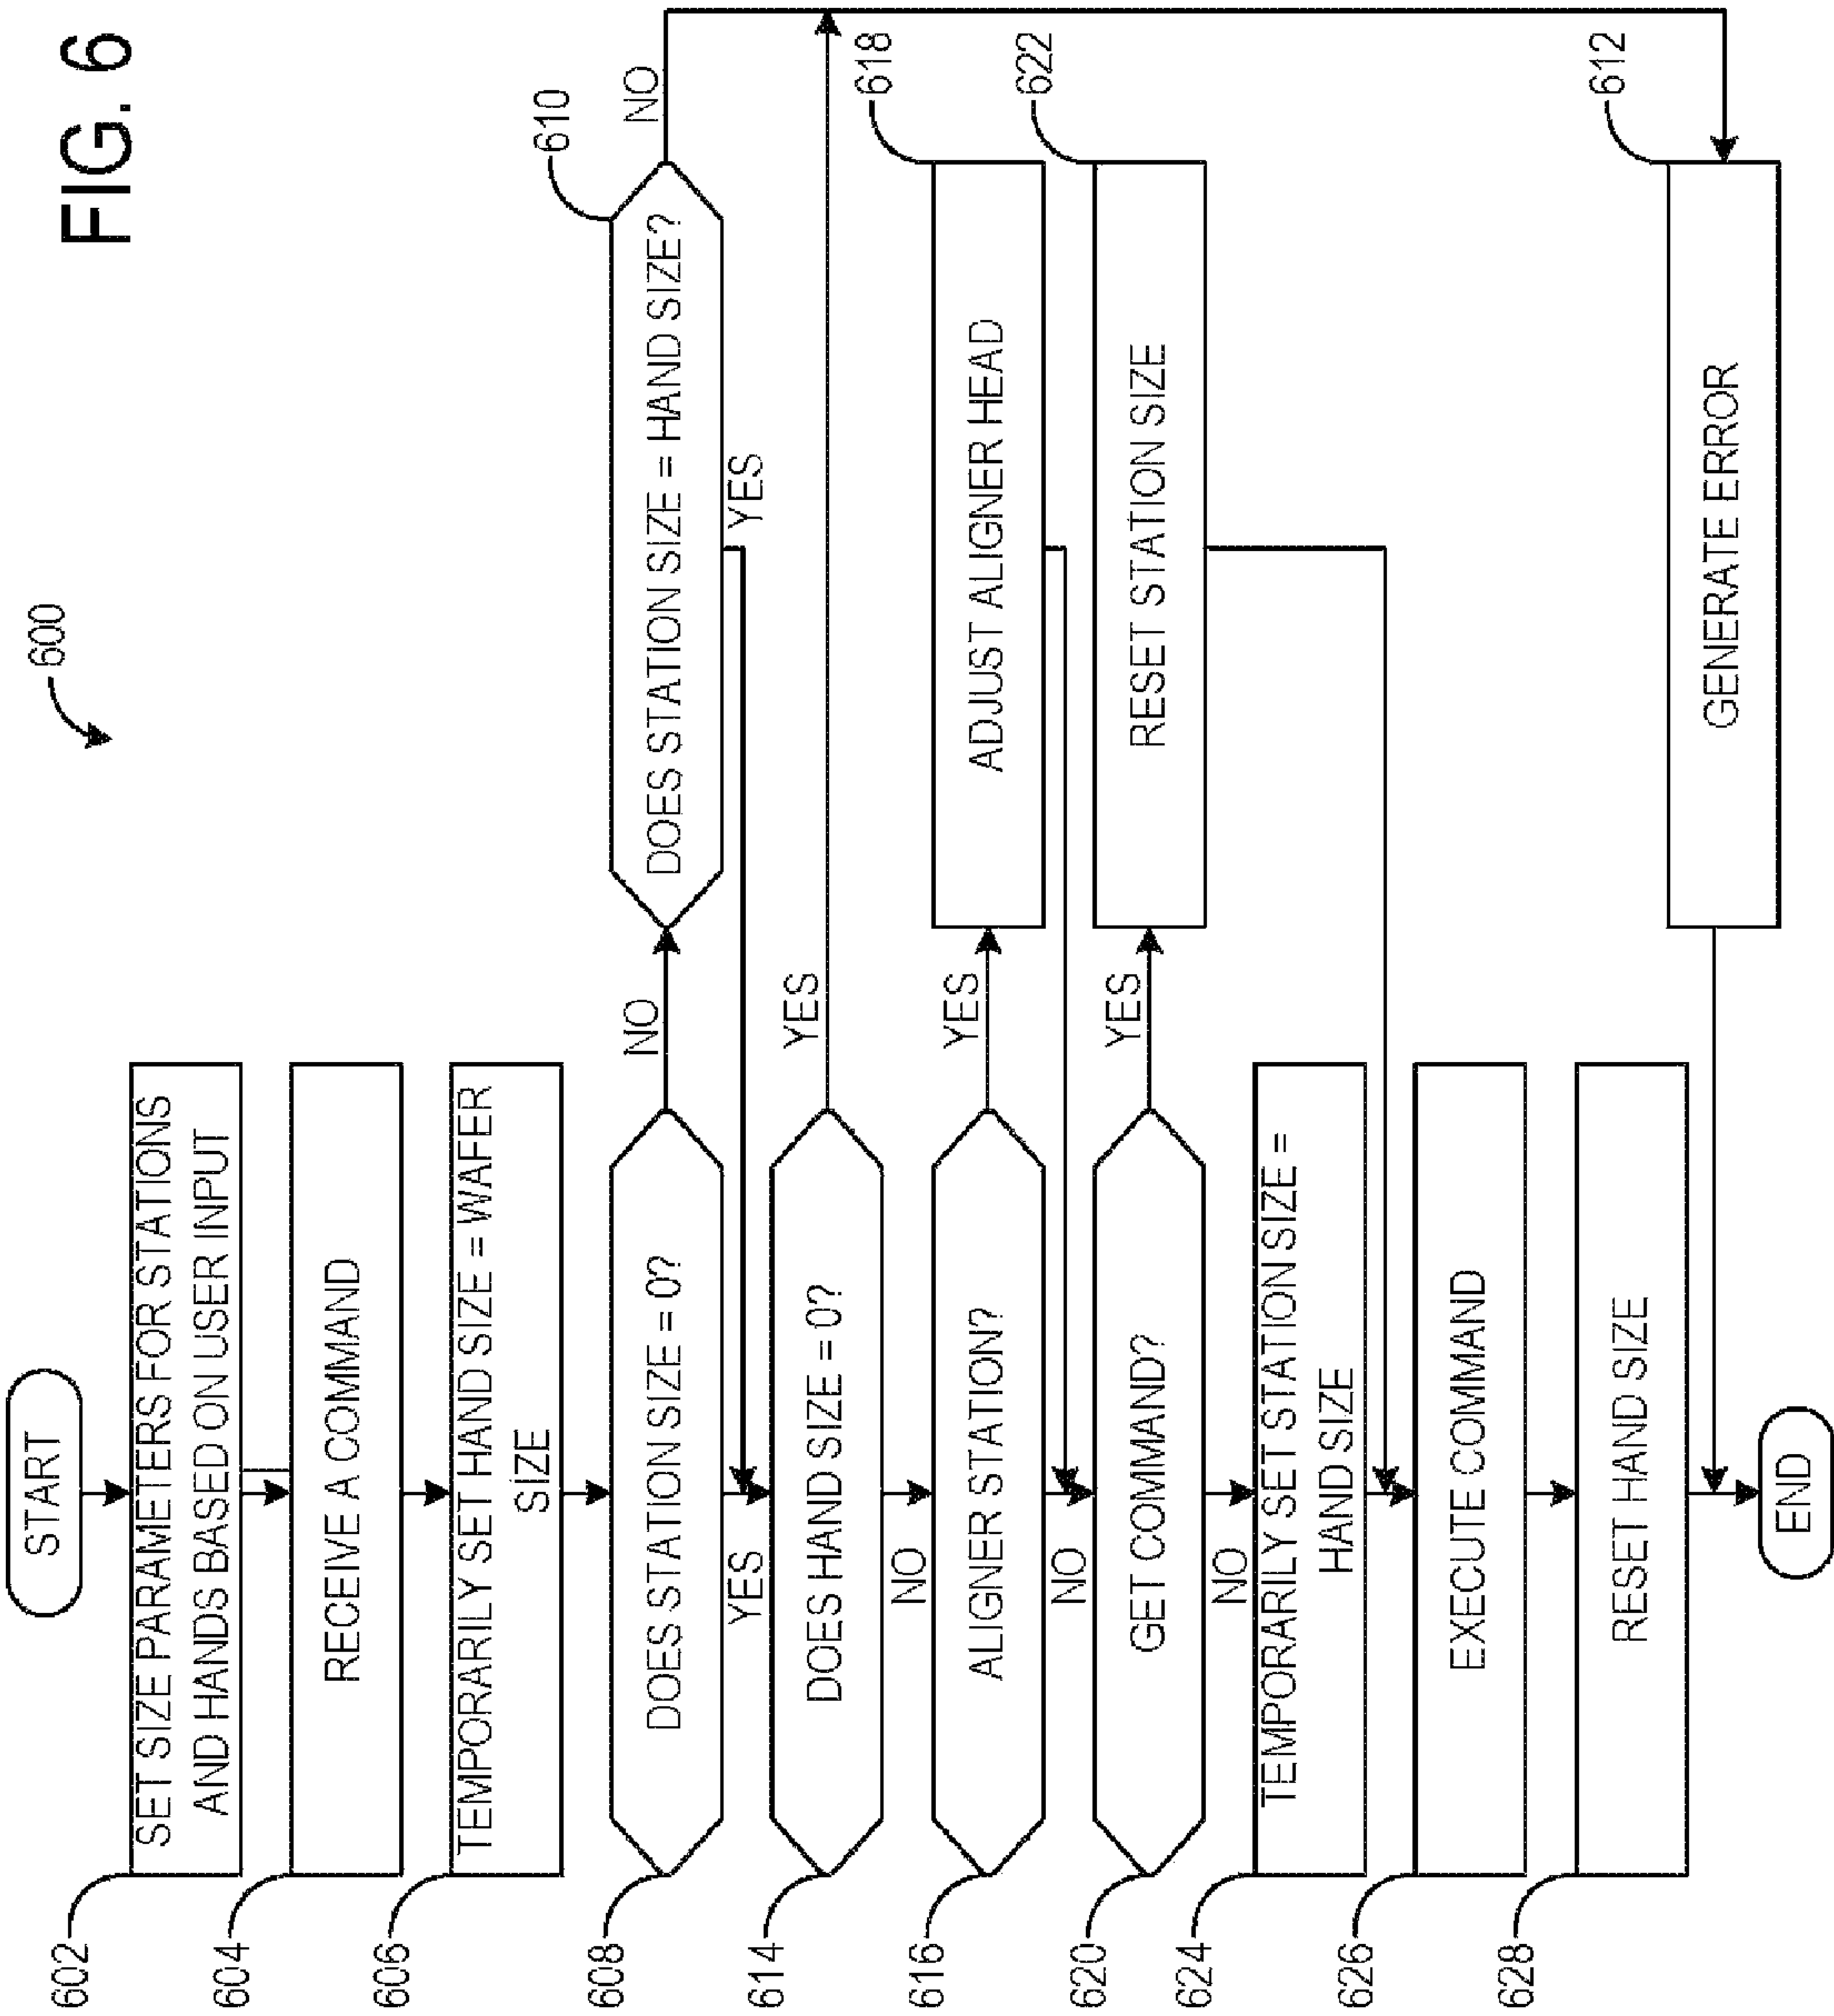 FIG. 6
600
START
602
SET SIZE PARAMETERS FOR STATIONS
AND HANDS BASED ON USER INPUT
604
RECEIVE A COMMAND
606
TEMPORARILY SET HAND SIZE = WAFER
SIZE
608
DOES STATION SIZE = 0?
NO
YES
610
DOES STATION SIZE = HAND SIZE?
NO
YES
614
DOES HAND SIZE = 0?
YES
NO
616
ALIGNER STATION?
YES
NO
618
ADJUST ALIGNER HEAD
620
GET COMMAND?
YES
NO
622
RESET STATION SIZE
624
TEMPORARILY SET STATION SIZE =
HAND SIZE
626
EXECUTE COMMAND
628
RESET HAND SIZE
612
GENERATE ERROR
END